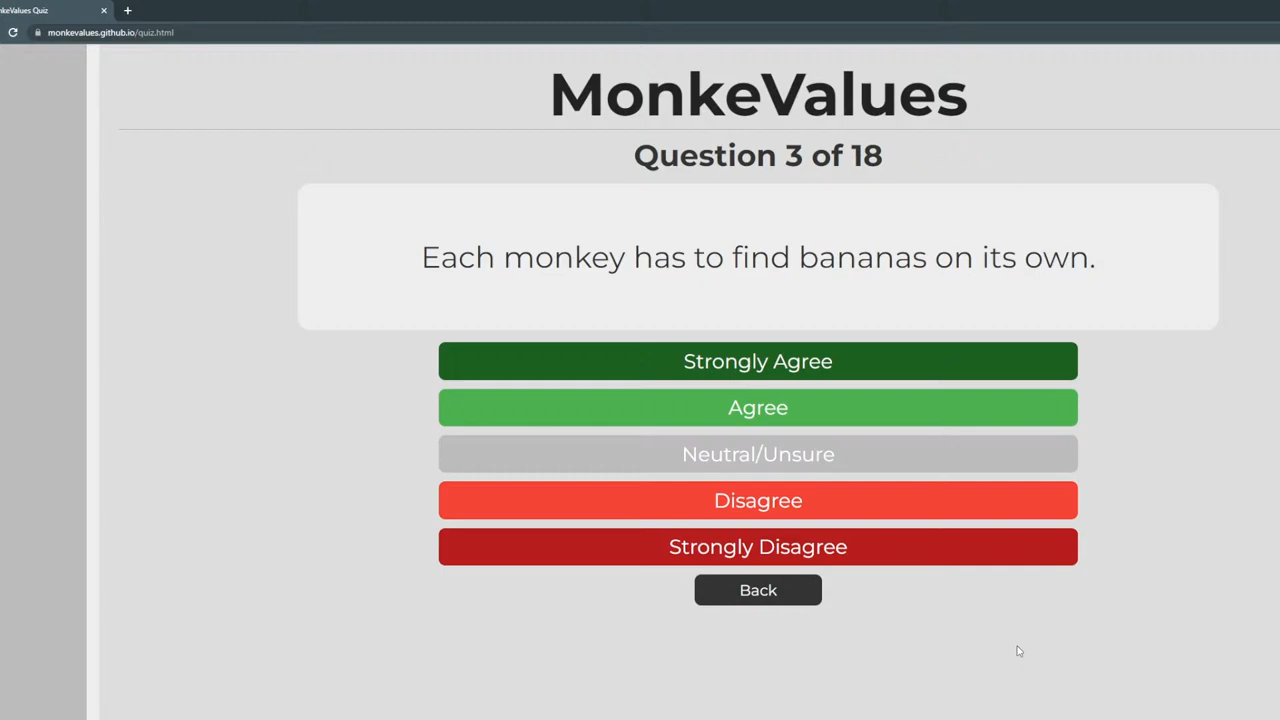 nkeValues Quiz
monkevalues.github.io/quiz.html
MonkeValues
Question 3 of 18
Each monkey has to find bananas on its own.
Strongly Agree
Agree
Neutral/Unsure
Disagree
Strongly Disagree
Back